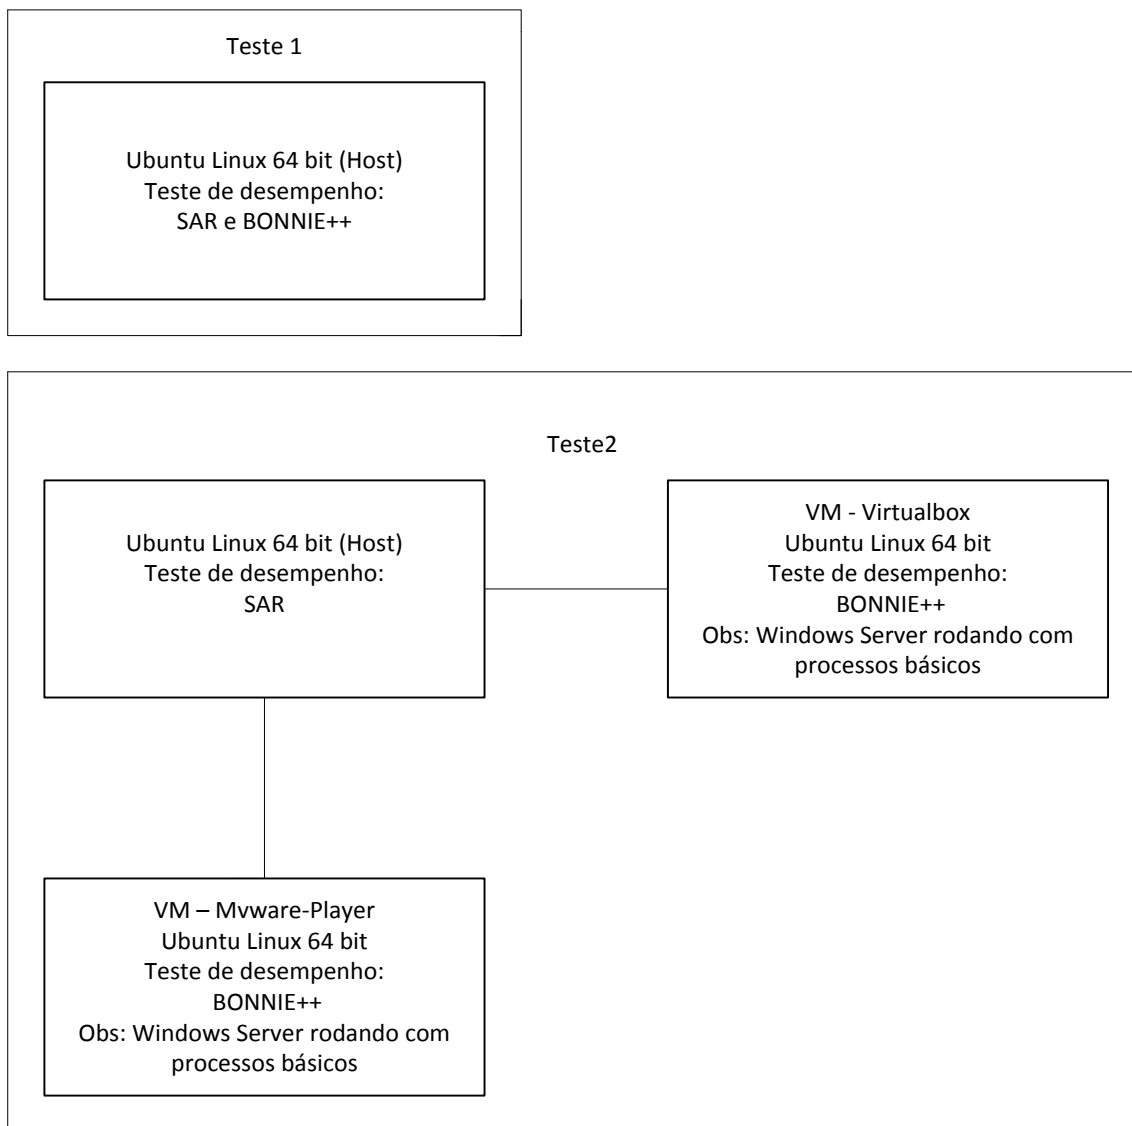 Teste 1
Ubuntu Linux 64 bit (Host)
Teste de desempenho:
SAR e BONNIE++
Teste2
Ubuntu Linux 64 bit (Host)
Teste de desempenho:
SAR
VM - Virtualbox
Ubuntu Linux 64 bit
Teste de desempenho:
BONNIE++
Obs: Windows Server rodando com
processos básicos
VM – Mvware-Player
Ubuntu Linux 64 bit
Teste de desempenho:
BONNIE++
Obs: Windows Server rodando com
processos básicos